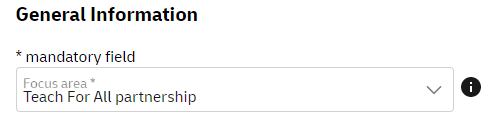 General Information
* mandatory field
Focus area *
Teach For All partnership